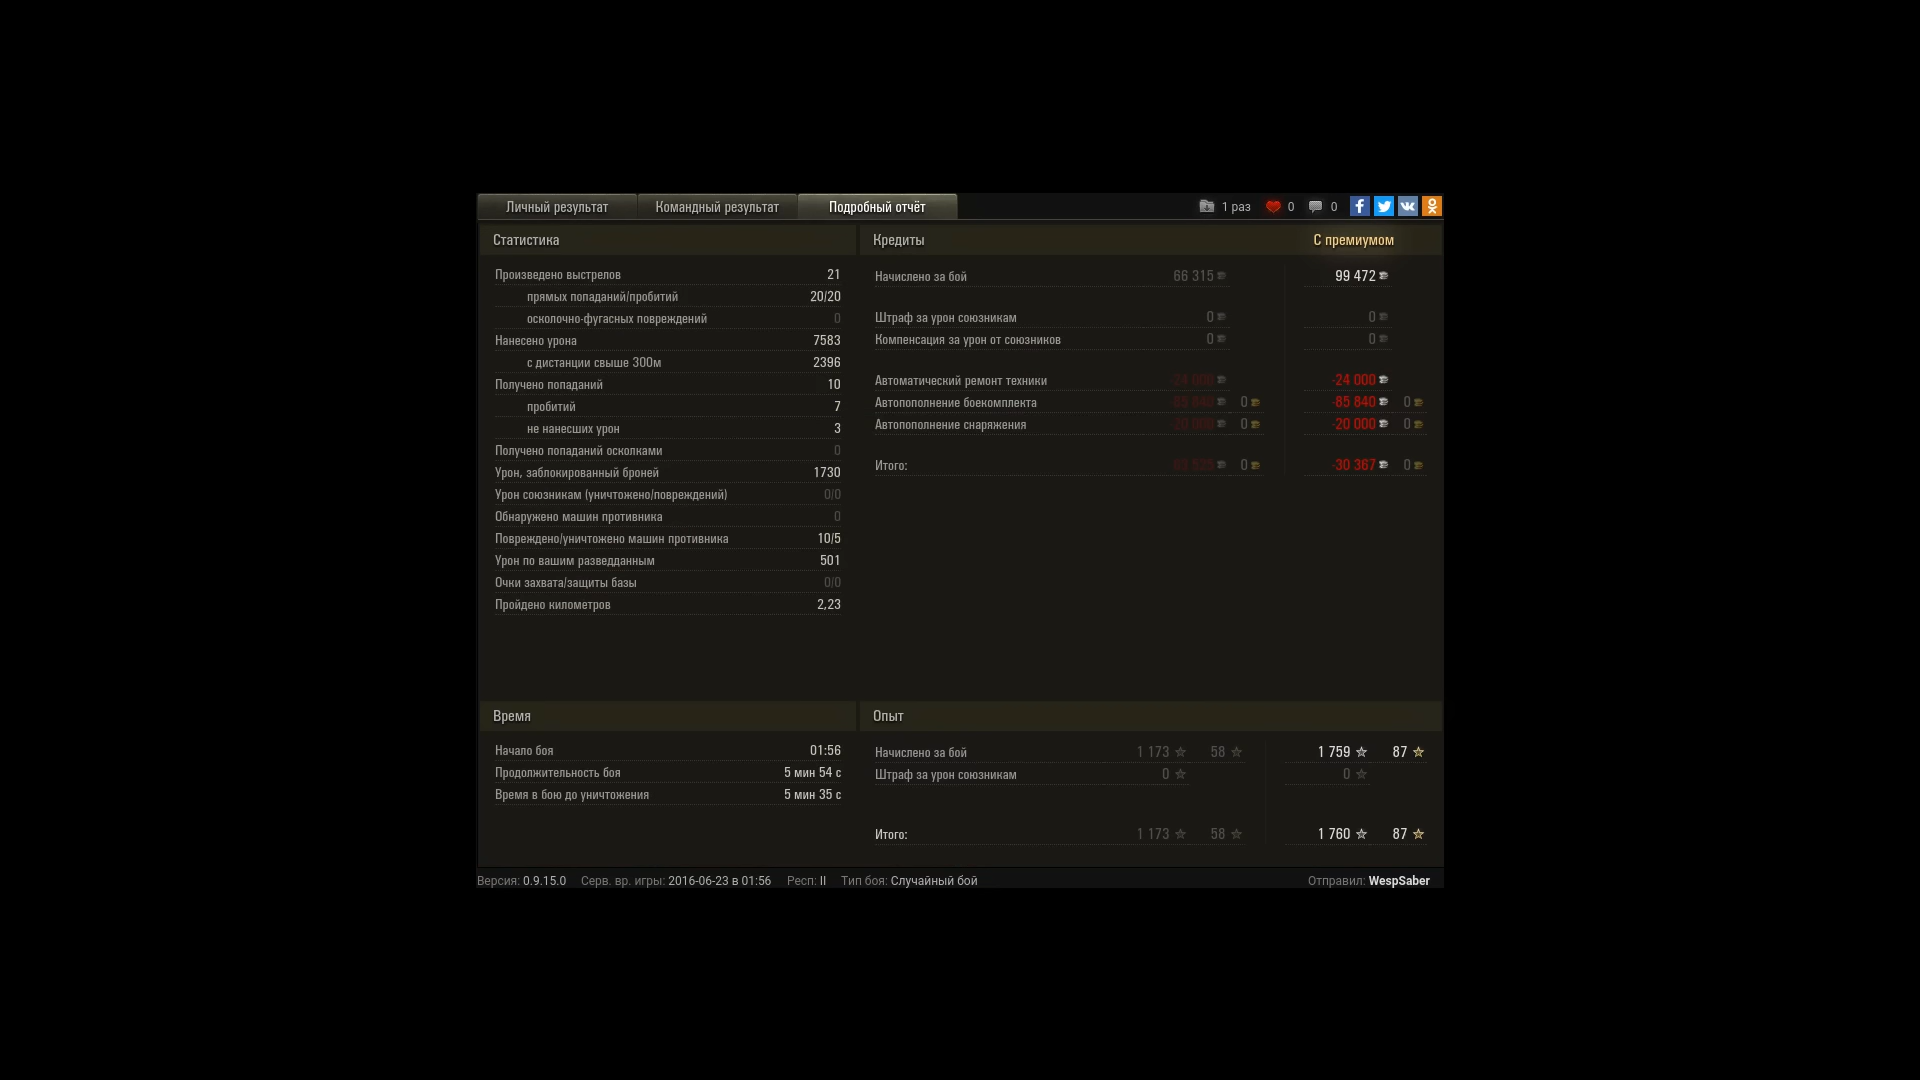 Личный результат Командный результат Подробный отчёт 1 раз 0 0
Статистика
Произведено выстрелов 21
прямых попаданий/пробитий 20/20
осколочно-фугасных повреждений 0
Нанесено урона 7583
с дистанции свыше 300м 2396
Получено попаданий 10
пробитий 7
не нанесших урон 3
Получено попаданий осколками 0
Урон, заблокированный броней 1730
Урон союзникам (уничтожено/повреждений) 0/0
Обнаружено машин противника 0
Повреждено/уничтожено машин противника 10/5
Урон по вашим разведданным 501
Очки захвата/защиты базы 0/0
Пройдено километров 2,23
Кредиты С премиумом
Начислено за бой 66 315 99 472
Штраф за урон союзникам 0 0
Компенсация за урон от союзников 0 0
Автоматический ремонт техники -24 000 -24 000
Автопополнение боекомплекта -85 840 0 -85 840 0
Автопополнение снаряжения -20 000 0 -20 000 0
Итого: 0 -30 367 0
Время
Начало боя 01:56
Продолжительность боя 5 мин 54 с
Время в бою до уничтожения 5 мин 35 с
Опыт
Начислено за бой 1 173 58 1 759 87
Штраф за урон союзникам 0 0
Итого: 1 173 58 1 760 87
Версия: 0.9.15.0 Серв. вр. игры: 2016-06-23 в 01:56 Респ: II Тип боя: Случайный бой Отправил: WespSaber